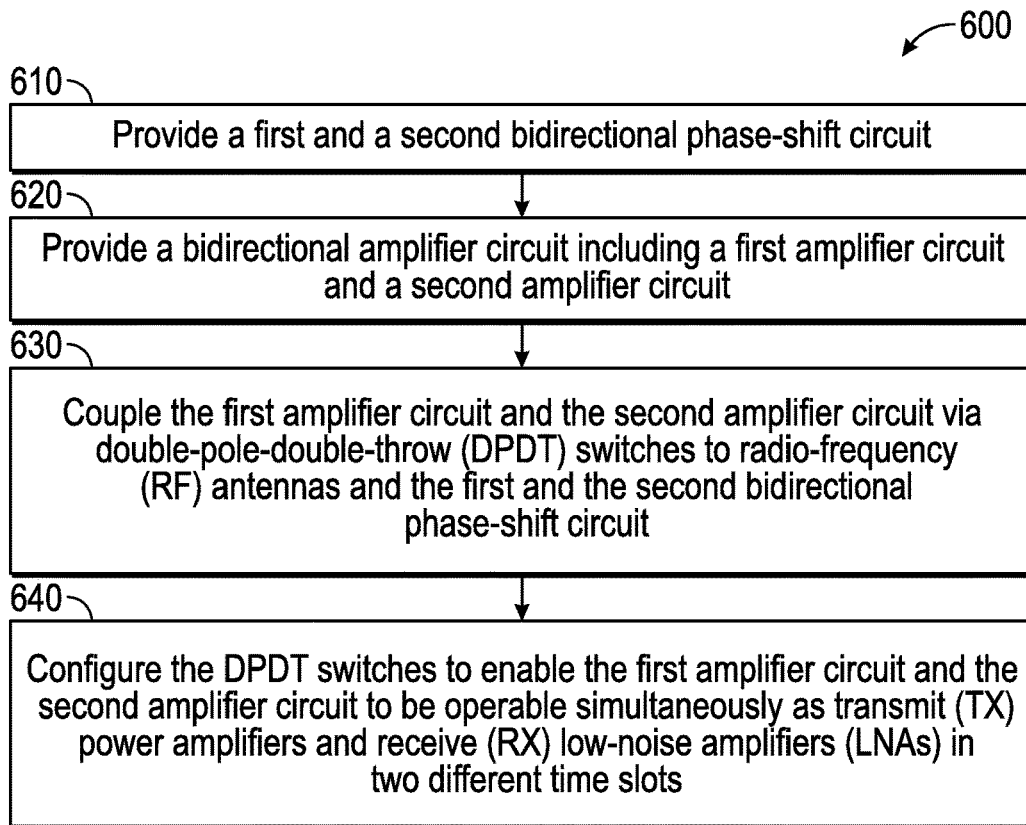 600
610
Provide a first and a second bidirectional phase-shift circuit
620
Provide a bidirectional amplifier circuit including a first amplifier circuit
and a second amplifier circuit
630
Couple the first amplifier circuit and the second amplifier circuit via
double-pole-double-throw (DPDT) switches to radio-frequency
(RF) antennas and the first and the second bidirectional
phase-shift circuit
640
Configure the DPDT switches to enable the first amplifier circuit and the
second amplifier circuit to be operable simultaneously as transmit (TX)
power amplifiers and receive (RX) low-noise amplifiers (LNAs) in
two different time slots